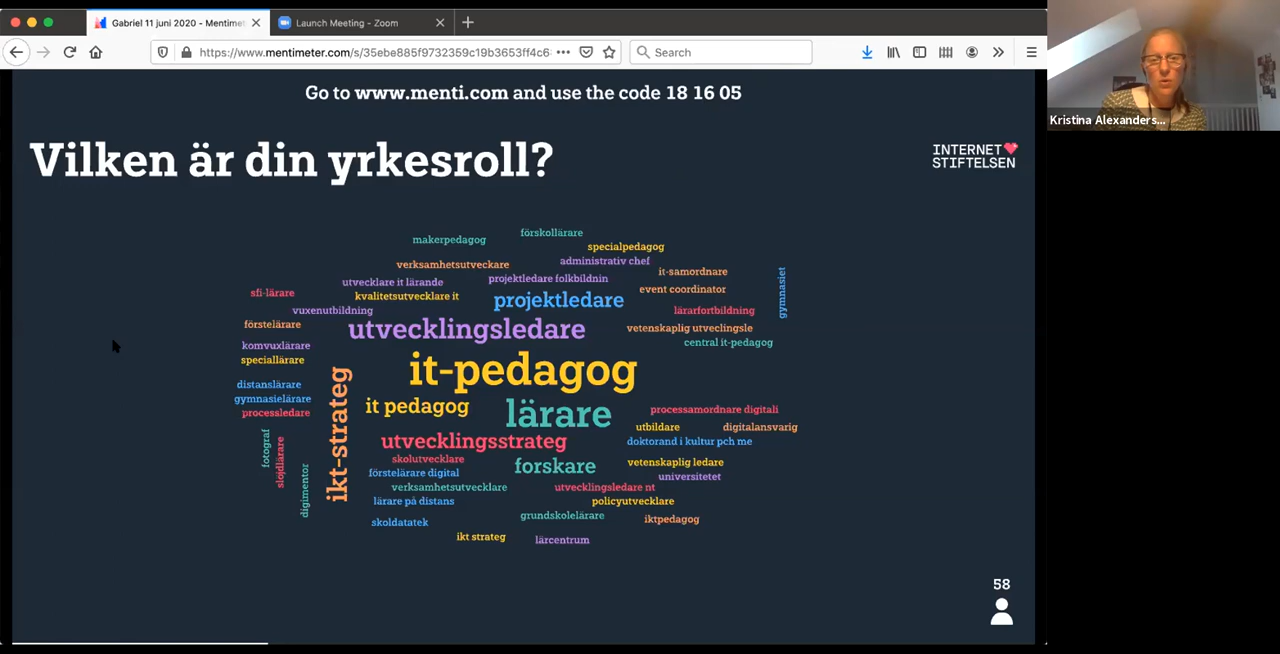 Gabriel 11 juni 2020 - Mentimet
Launch Meeting - Zoom
https://www.mentimeter.com/s/35ebe885f9732359c19b3653ff4c6
Search
Kristina Alexanders...
Go to www.menti.com and use the code 18 16 05
Vilken är din yrkesroll?
INTERNET
STIFTELSEN
förskollärare
makerpedagog
specialpedagog
administrativ chef
verksamhetsutveckare
it-samordnare
projektledare folkbildnin
utvecklare it lärande
event coordinator
gymnasiet
sfi-lärare
kvalitetsutvecklare it
projektledare
vuxenutbildning
lärarfortbildning
förstelärare
utvecklingsledare
vetenskaplig utveclingsle
central it-pedagog
komvuxlärare
speciallärare
it-pedagog
distanslärare
gymnasielärare
ikt-strateg
it pedagog
lärare
processamordnare digitali
processledare
utbildare
digitalansvarig
utvecklingsstrateg
doktorand i kultur pch me
fotograf
slöjdlärare
skolutvecklare
forskare
vetenskaplig ledare
förstelärare digital
universitetet
digimentor
verksamhetsutvecklare
utvecklingsledare nt
lärare på distans
policyutvecklare
skoldatatek
grundskolelärare
iktpedagog
ikt strateg
lärcentrum
58